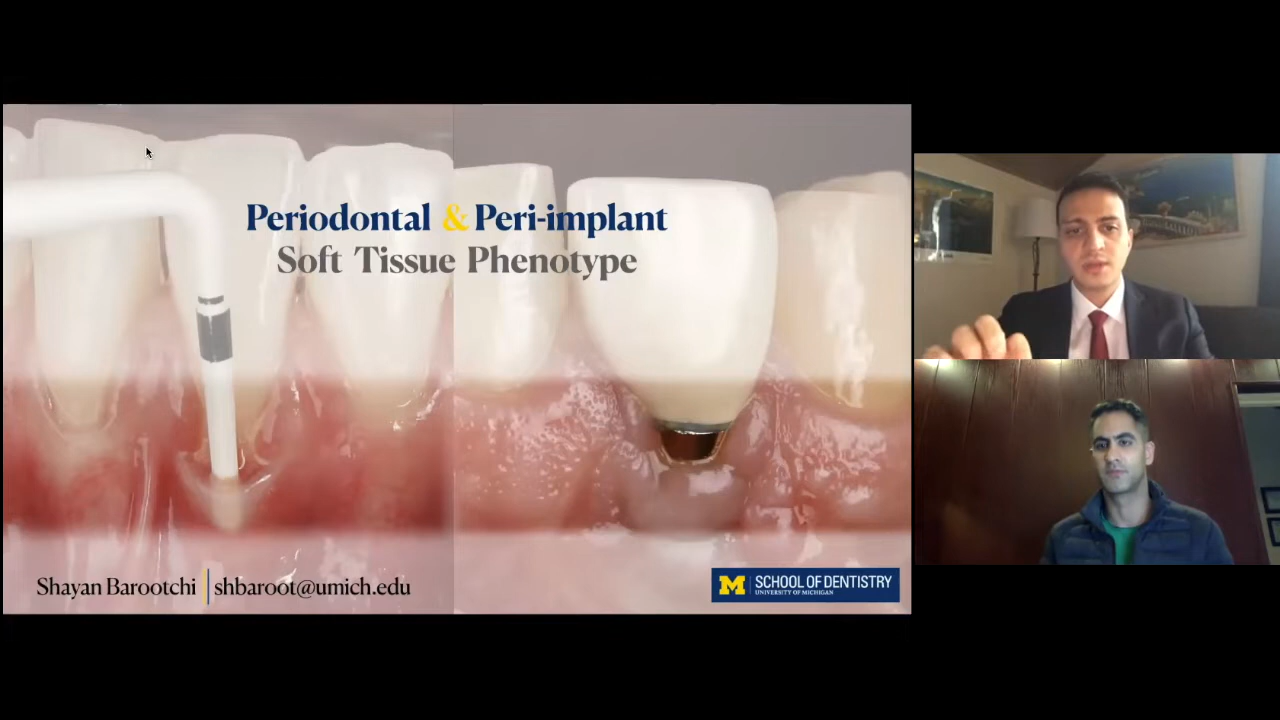 Periodontal & Peri-implant
Soft Tissue Phenotype
Shayan Barootchi | shbaroot@umich.edu
M SCHOOL OF DENTISTRY
UNIVERSITY OF MICHIGAN